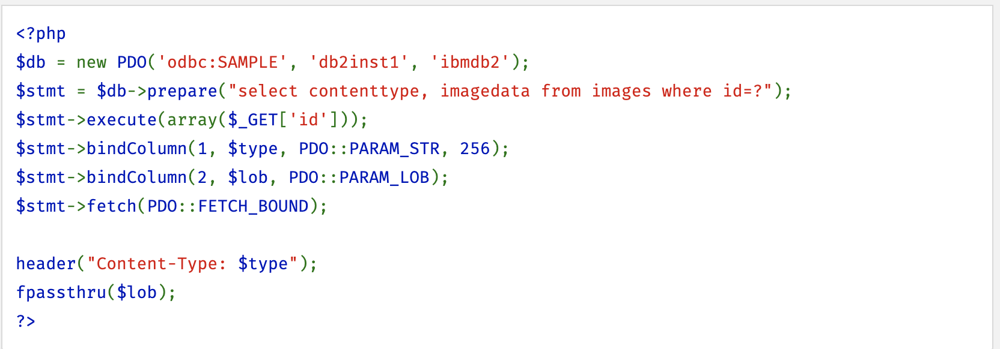 <?php
$db = new PDO('odbc:SAMPLE', 'db2inst1', 'ibmdb2');
$stmt = $db->prepare("select contenttype, imagedata from images where id=?");
$stmt->execute(array($_GET['id']));
$stmt->bindColumn(1, $type, PDO::PARAM_STR, 256);
$stmt->bindColumn(2, $lob, PDO::PARAM_LOB);
$stmt->fetch(PDO::FETCH_BOUND);

header("Content-Type: $type");
fpassthru($lob);
?>